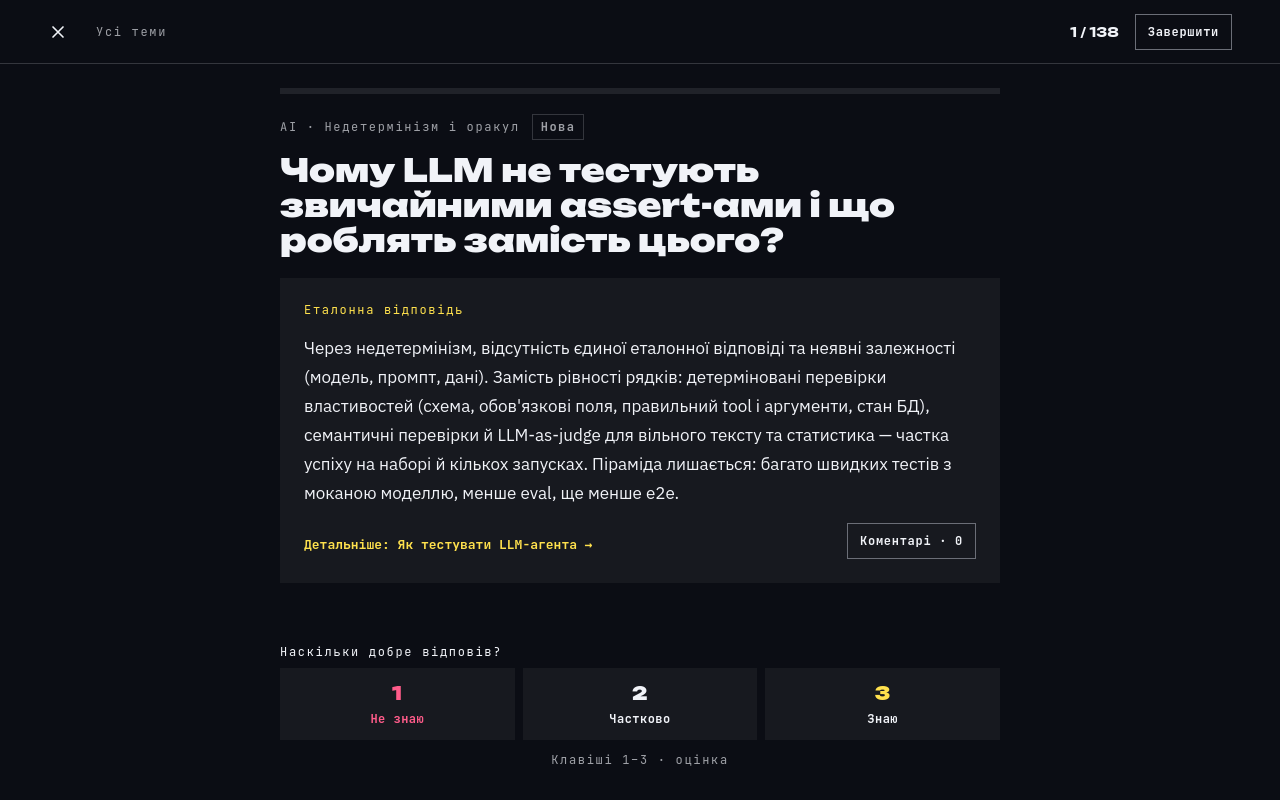 Усі теми
1 / 138
Завершити
AI · Недетермінізм і оракул
Нова
Чому LLM не тестують
звичайними assert-ами і що
роблять замість цього?
Еталонна відповідь
Через недетермінізм, відсутність єдиної еталонної відповіді та неявні залежності
(модель, промпт, дані). Замість рівності рядків: детерміновані перевірки
властивостей (схема, обов'язкові поля, правильний tool і аргументи, стан БД),
семантичні перевірки й LLM-as-judge для вільного тексту та статистика — частка
успіху на наборі й кількох запусках. Піраміда лишається: багато швидких тестів з
моканою моделлю, менше eval, ще менше e2e.
Детальніше: Як тестувати LLM-агента →
Коментарі · 0
Наскільки добре відповів?
1
Не знаю
2
Частково
3
Знаю
Клавіші 1–3 · оцінка